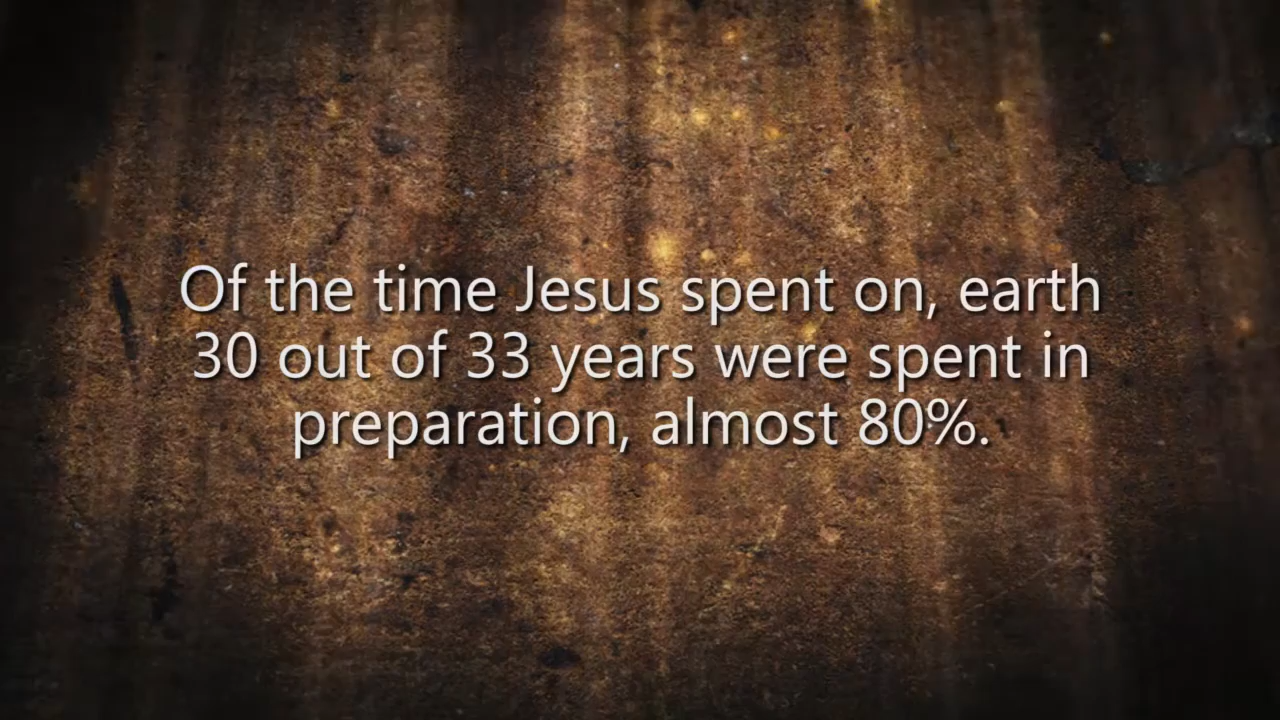 Of the time Jesus spent on, earth
30 out of 33 years were spent in
preparation, almost 80%.